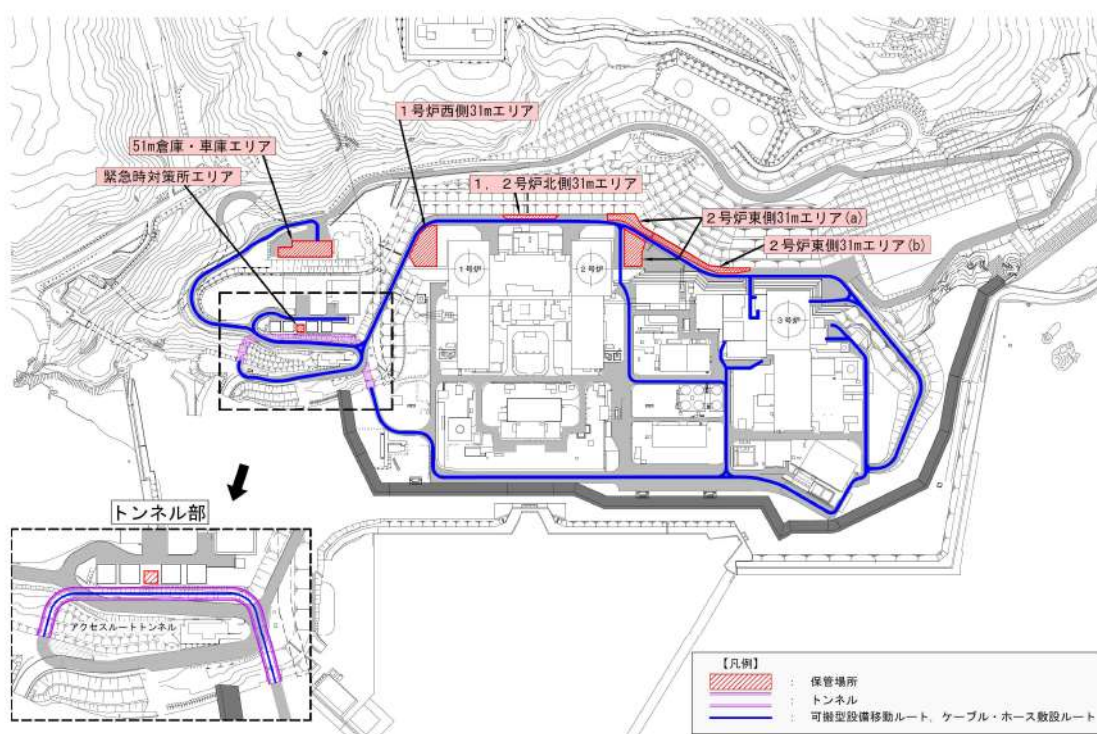 1号炉西側31mエリア
51m倉庫・車庫エリア
緊急時対策所エリア
1，2号炉北側31mエリア
2号炉東側31mエリア(a)
2号炉東側31mエリア(b)
1号炉
2号炉
3号炉
トンネル部
アクセスルートトンネル
【凡例】
： 保管場所
： トンネル
： 可搬型設備移動ルート，ケーブル・ホース敷設ルート